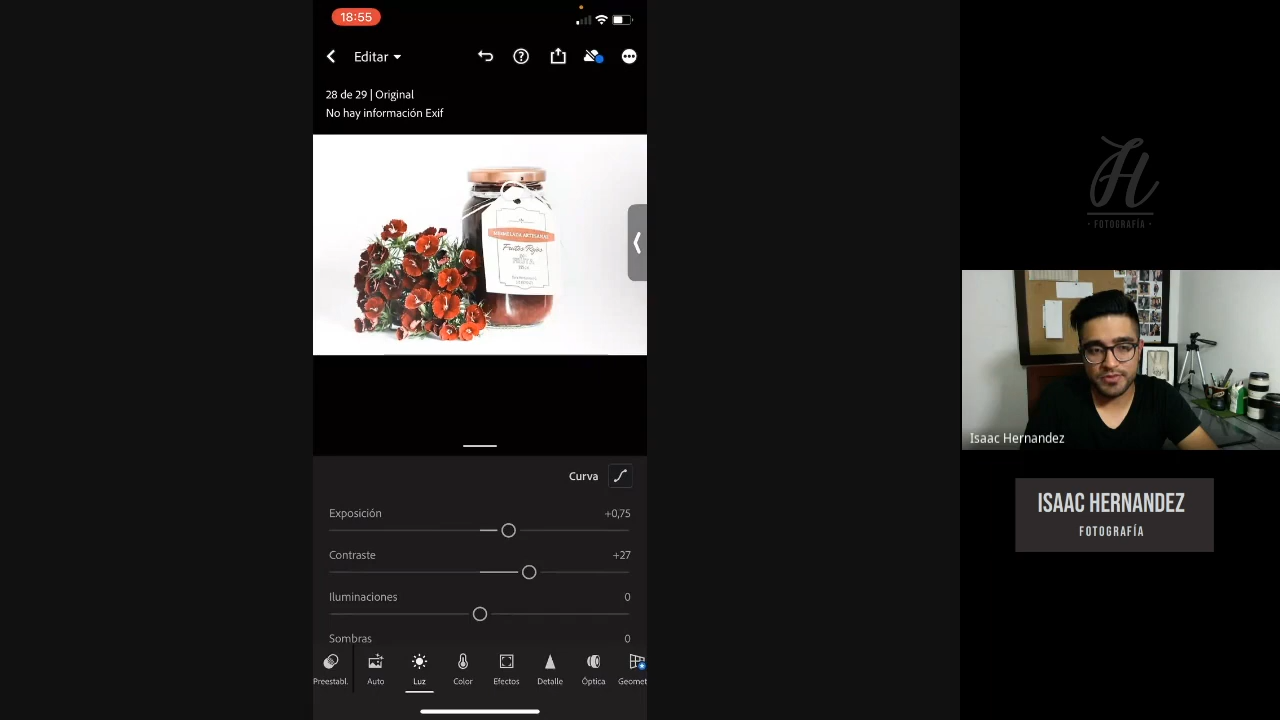 18:55
Editar
28 de 29 | Original
No hay información Exif
MERMELADA ARTESANAL
Frutos Rojos
Curva
Exposición +0,75
Contraste +27
Iluminaciones 0
Sombras 0
Preestabl. Auto Luz Color Efectos Detalle Óptica Geomet
H
· FOTOGRAFÍA ·
Isaac Hernandez
ISAAC HERNANDEZ
FOTOGRAFÍA